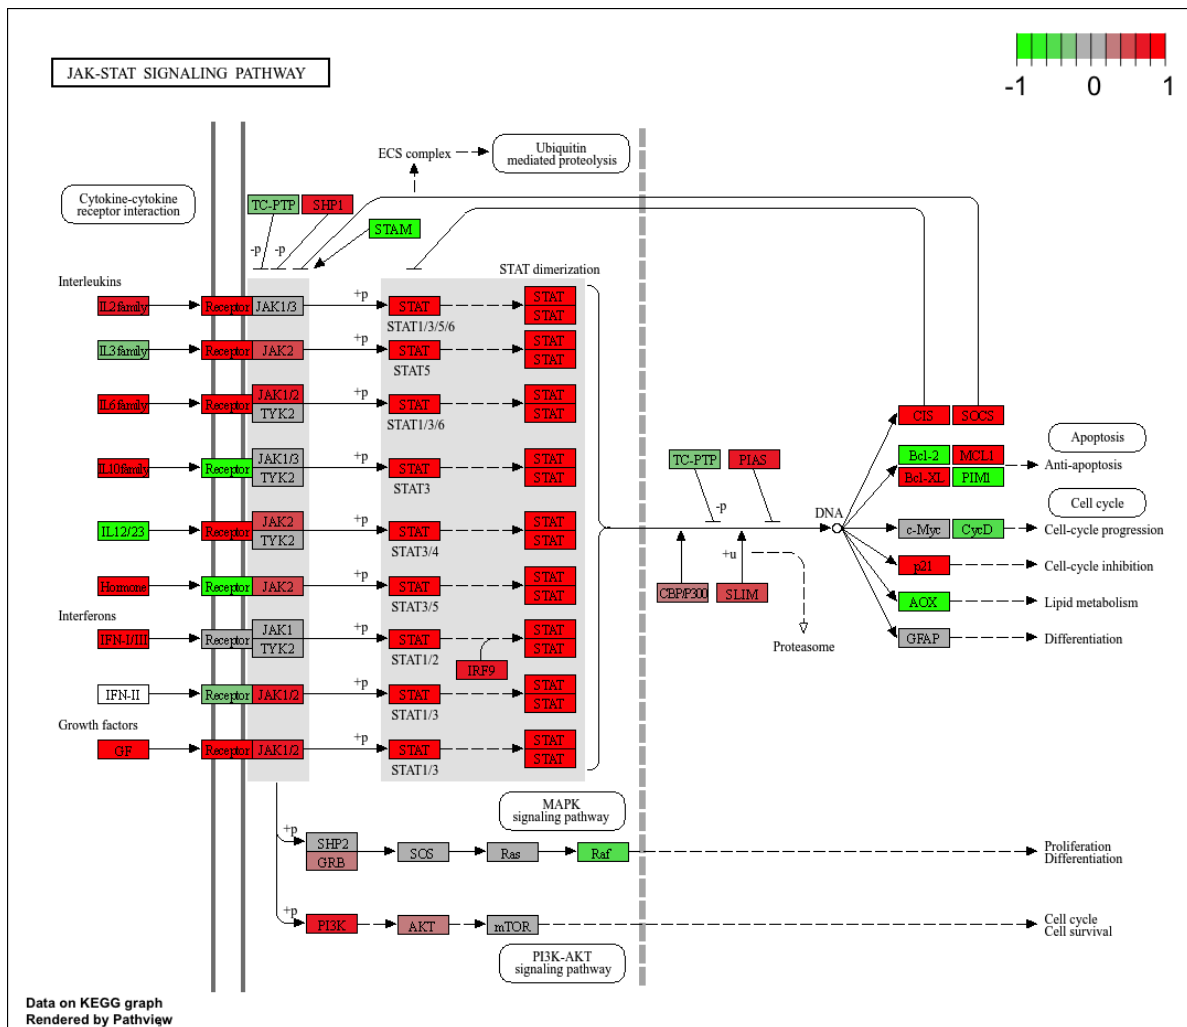 JAK-STAT SIGNALING PATHWAY
-1 0 1
ECS complex
Ubiquitin
mediated proteolysis
Cytokine-cytokine
receptor interaction
TC-PTP SHP1
STAM
-p -p
STAT dimerization
Interleukins
IL2 family Receptor JAK1/3 +p STAT STAT
STAT
STAT1/3/5/6
IL3 family Receptor JAK2 +p STAT STAT
STAT
STAT5
IL6 family Receptor JAK1/2 +p STAT STAT
TYK2 STAT
STAT1/3/6
CIS SOCS
Apoptosis
Bcl-2 MCL1
Bcl-XL PIM1 Anti-apoptosis
TC-PTP PIAS
IL10 family Receptor JAK1/3 +p STAT STAT
TYK2 STAT
STAT3
Cell cycle
-p
DNA
IL12/23 Receptor JAK2 +p STAT STAT
TYK2 STAT
STAT3/4
c-Myc CycD Cell-cycle progression
+u
p21 Cell-cycle inhibition
Hormone Receptor JAK2 +p STAT STAT
STAT
STAT3/5
CBP/P300 SLIM
AOX Lipid metabolism
Interferons
IFN-I/III Receptor JAK1 +p STAT STAT
TYK2 STAT
STAT1/2
IRF9
Proteasome
GFAP Differentiation
IFN-II Receptor JAK1/2 +p STAT STAT
STAT
STAT1/3
Growth factors
GF Receptor JAK1/2 +p STAT STAT
STAT
STAT1/3
MAPK
signaling pathway
+p
SHP2 SOS Ras Raf
GRB
Proliferation
Differentiation
+p
PI3K AKT mTOR
Cell cycle
Cell survival
PI3K-AKT
signaling pathway
Data on KEGG graph
Rendered by Pathview